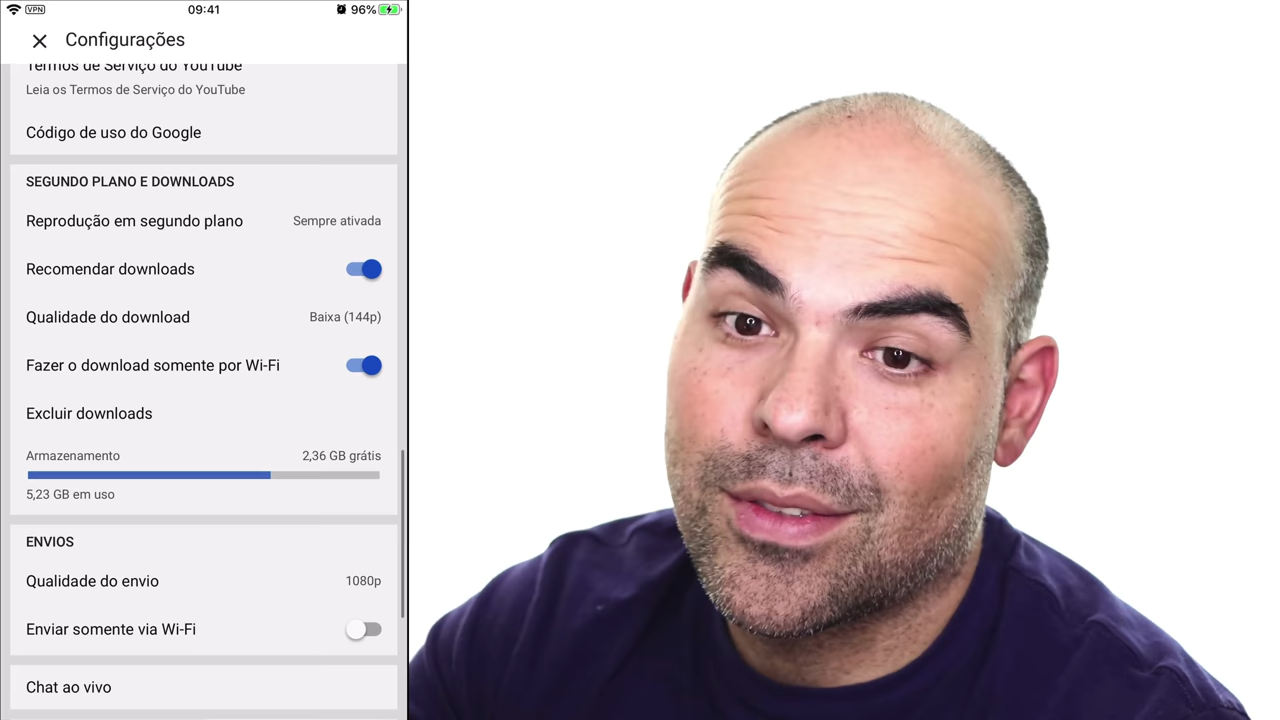 VPN 09:41 96%
Configurações
Termos de Serviço do YouTube
Leia os Termos de Serviço do YouTube
Código de uso do Google
SEGUNDO PLANO E DOWNLOADS
Reprodução em segundo plano Sempre ativada
Recomendar downloads
Qualidade do download Baixa (144p)
Fazer o download somente por Wi-Fi
Excluir downloads
Armazenamento 2,36 GB grátis
5,23 GB em uso
ENVIOS
Qualidade do envio 1080p
Enviar somente via Wi-Fi
Chat ao vivo